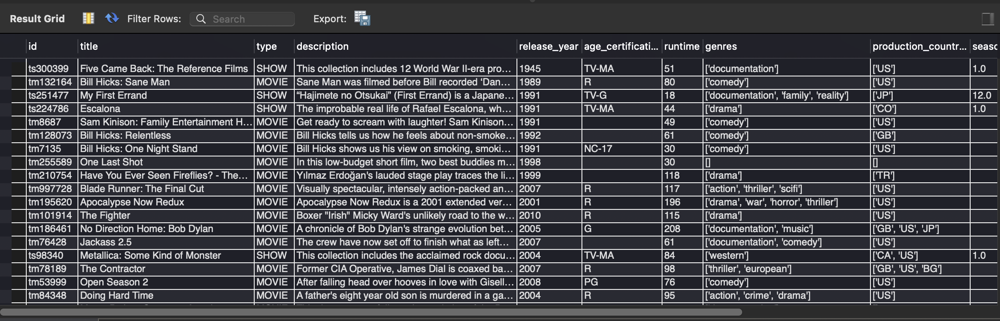 Result Grid Filter Rows: Search Export:
id title type description release_year age_certificati... runtime genres production_countr... seasc
ts300399 Five Came Back: The Reference Films SHOW This collection includes 12 World War II-era pro... 1945 TV-MA 51 ['documentation'] ['US'] 1.0
tm132164 Bill Hicks: Sane Man MOVIE Sane Man was filmed before Bill recorded ‘Dan... 1989 R 80 ['comedy'] ['US']
ts251477 My First Errand SHOW “Hajimete no Otsukai” (First Errand) is a Japane... 1991 TV-G 18 ['documentation', 'family', 'reality'] ['JP'] 12.0
ts224786 Escalona SHOW The improbable real life of Rafael Escalona, wh... 1991 TV-MA 44 ['drama'] ['CO'] 1.0
tm8687 Sam Kinison: Family Entertainment H... MOVIE Get ready to scream with laughter! Sam Kinison... 1991 49 ['comedy'] ['US']
tm128073 Bill Hicks: Relentless MOVIE Bill Hicks tells us how he feels about non-smoke... 1992 61 ['comedy'] ['GB']
tm7135 Bill Hicks: One Night Stand MOVIE Bill Hicks shows us his view on smoking, smoki... 1991 NC-17 30 ['comedy'] ['US']
tm255589 One Last Shot MOVIE In this low-budget short film, two best buddies m... 1998 30 [] []
tm210754 Have You Ever Seen Fireflies? - The... MOVIE Yılmaz Erdoğan's lauded stage play traces the li... 1999 118 ['drama'] ['TR']
tm997728 Blade Runner: The Final Cut MOVIE Visually spectacular, intensely action-packed an... 2007 R 117 ['action', 'thriller', 'scifi'] ['US']
tm195620 Apocalypse Now Redux MOVIE Apocalypse Now Redux is a 2001 extended ver... 2001 R 196 ['drama', 'war', 'horror', 'thriller'] ['US']
tm101914 The Fighter MOVIE Boxer "Irish" Micky Ward's unlikely road to the w... 2010 R 115 ['drama'] ['US']
tm186461 No Direction Home: Bob Dylan MOVIE A chronicle of Bob Dylan's strange evolution bet... 2005 G 208 ['documentation', 'music'] ['GB', 'US', 'JP']
tm76428 Jackass 2.5 MOVIE The crew have now set off to finish what as left... 2007 61 ['documentation', 'comedy'] ['US']
ts98340 Metallica: Some Kind of Monster SHOW This collection includes the acclaimed rock docu... 2004 TV-MA 84 ['western'] ['CA', 'US'] 1.0
tm78189 The Contractor MOVIE Former CIA Operative, James Dial is coaxed ba... 2007 R 98 ['thriller', 'european'] ['GB', 'US', 'BG']
tm53999 Open Season 2 MOVIE After falling head over hooves in love with Gisell... 2008 PG 76 ['comedy'] ['US']
tm84348 Doing Hard Time MOVIE A father's eight year old son is murdered in a ga... 2004 R 95 ['action', 'crime', 'drama'] ['US']